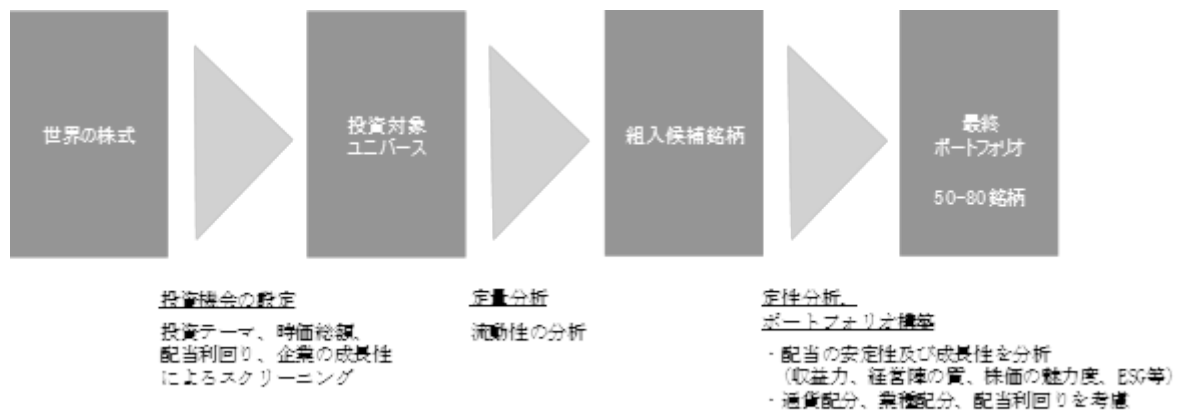 世界の株式
投資対象
ユニバース
組入候補銘柄
最終
ポートフォリオ
50-80銘柄
投資機会の設定
投資テーマ、時価総額、
配当利回り、企業の成長性
によるスクリーニング
定量分析
流動性の分析
定性分析、
ポートフォリオ構築
・配当の安定性及び成長性を分析
（収益力、経営陣の質、株価の魅力度、ESG等）
・通貨配分、業種配分、配当利回りを考慮